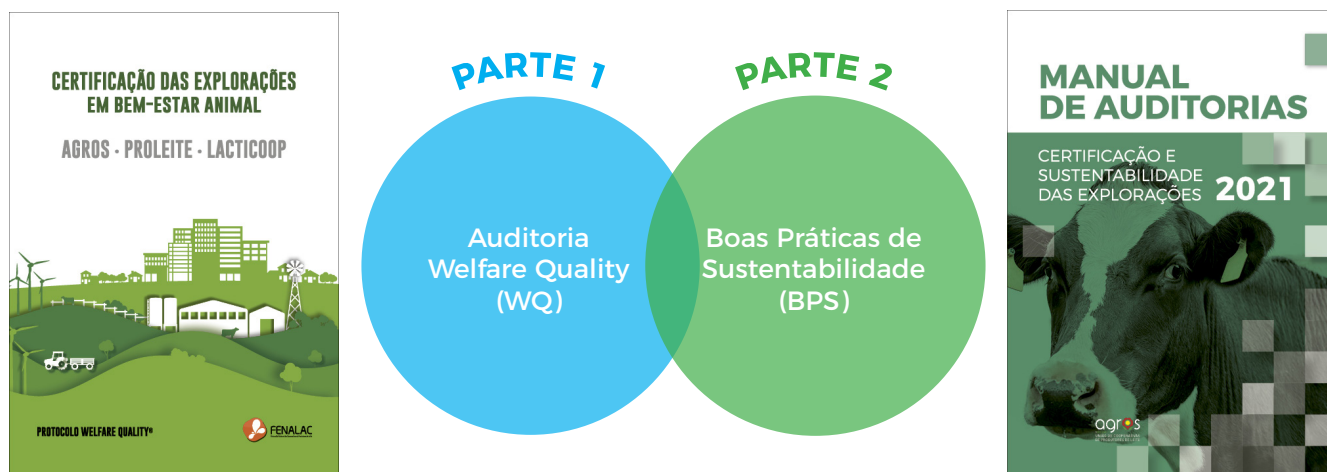 CERTIFICAÇÃO DAS EXPLORAÇÕES
EM BEM-ESTAR ANIMAL
AGROS · PROLEITE · LACTICOOP
PROTOCOLO WELFARE QUALITY®
FENALAC
PARTE 1
Auditoria
Welfare Quality
(WQ)
PARTE 2
Boas Práticas de
Sustentabilidade
(BPS)
MANUAL
DE AUDITORIAS
CERTIFICAÇÃO E
SUSTENTABILIDADE
DAS EXPLORAÇÕES 2021
agros